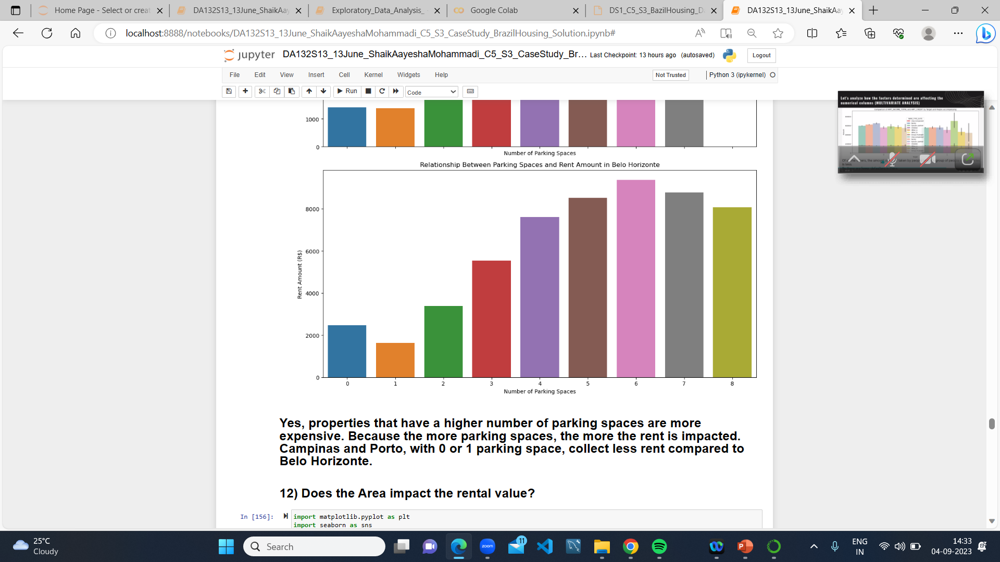 Home Page - Select or creat
DA132S13_13June_ShaikAay
Exploratory_Data_Analysis_
Google Colab
DS1_C5_S3_BazilHousing_D
DA132S13_13June_ShaikAay
localhost:8888/notebooks/DA132S13_13June_ShaikAayeshaMohammadi_C5_S3_CaseStudy_BrazilHousing_Solution.ipynb#
jupyter DA132S13_13June_ShaikAayeshaMohammadi_C5_S3_CaseStudy_Br... Last Checkpoint: 13 hours ago (autosaved)
Logout
File Edit View Insert Cell Kernel Widgets Help
Not Trusted
Python 3 (ipykernel)
Run
Code
Let's analyze how the factors determined are affecting the
numerical columns (MULTIVARIATE ANALYSIS)
1000
0
Number of Parking Spaces
Relationship Between Parking Spaces and Rent Amount in Belo Horizonte
8000
6000
4000
2000
0
Rent Amount (R$)
0 1 2 3 4 5 6 7 8
Number of Parking Spaces
Yes, properties that have a higher number of parking spaces are more
expensive. Because the more parking spaces, the more the rent is impacted.
Campinas and Porto, with 0 or 1 parking space, collect less rent compared to
Belo Horizonte.
12) Does the Area impact the rental value?
In [156]:
import matplotlib.pyplot as plt
import seaborn as sns
25°C
Cloudy
Search
zoom
11
ENG
IN
14:33
04-09-2023